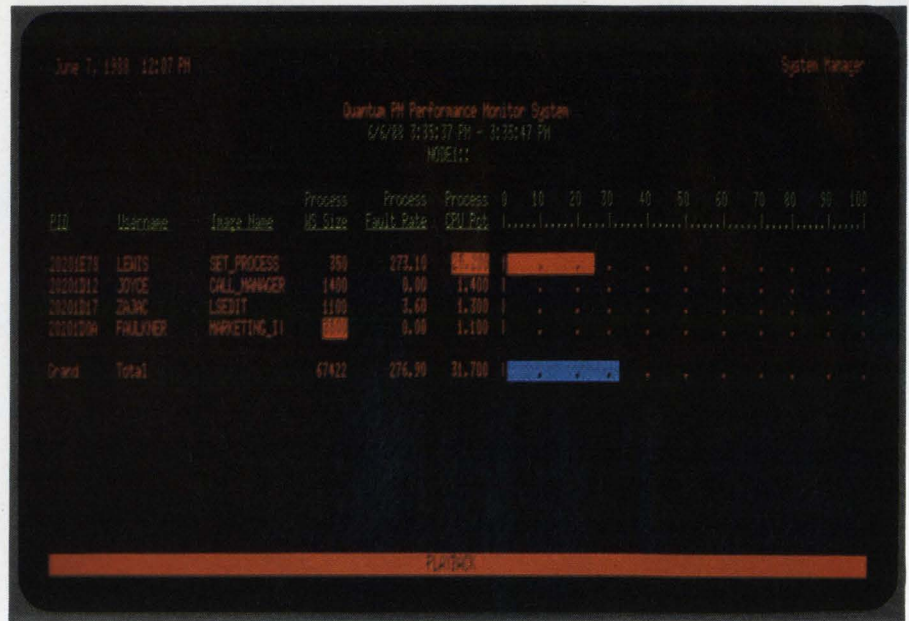 June 7, 1988 12:07 PM System Manager
Quantum PM Performance Monitor System
6/6/88 3:35:37 PM - 3:35:47 PM
NODE1::
Process Process Process 0 10 20 30 40 50 60 70 80 90 100
PID Username Image Name WS Size Fault Rate CPU Pct
20201E7A LEWIS SET_PROCESS 350 273.10
20201D12 JOYCE CALL_MANAGER 1400 0.00 1.400
20201D17 ZAJAC LSEDIT 1100 3.60 1.300
20201D0A FAULKNER MARKETING_II 0.00 1.100
Grand Total 67422 276.90 31.700
PLAYBACK